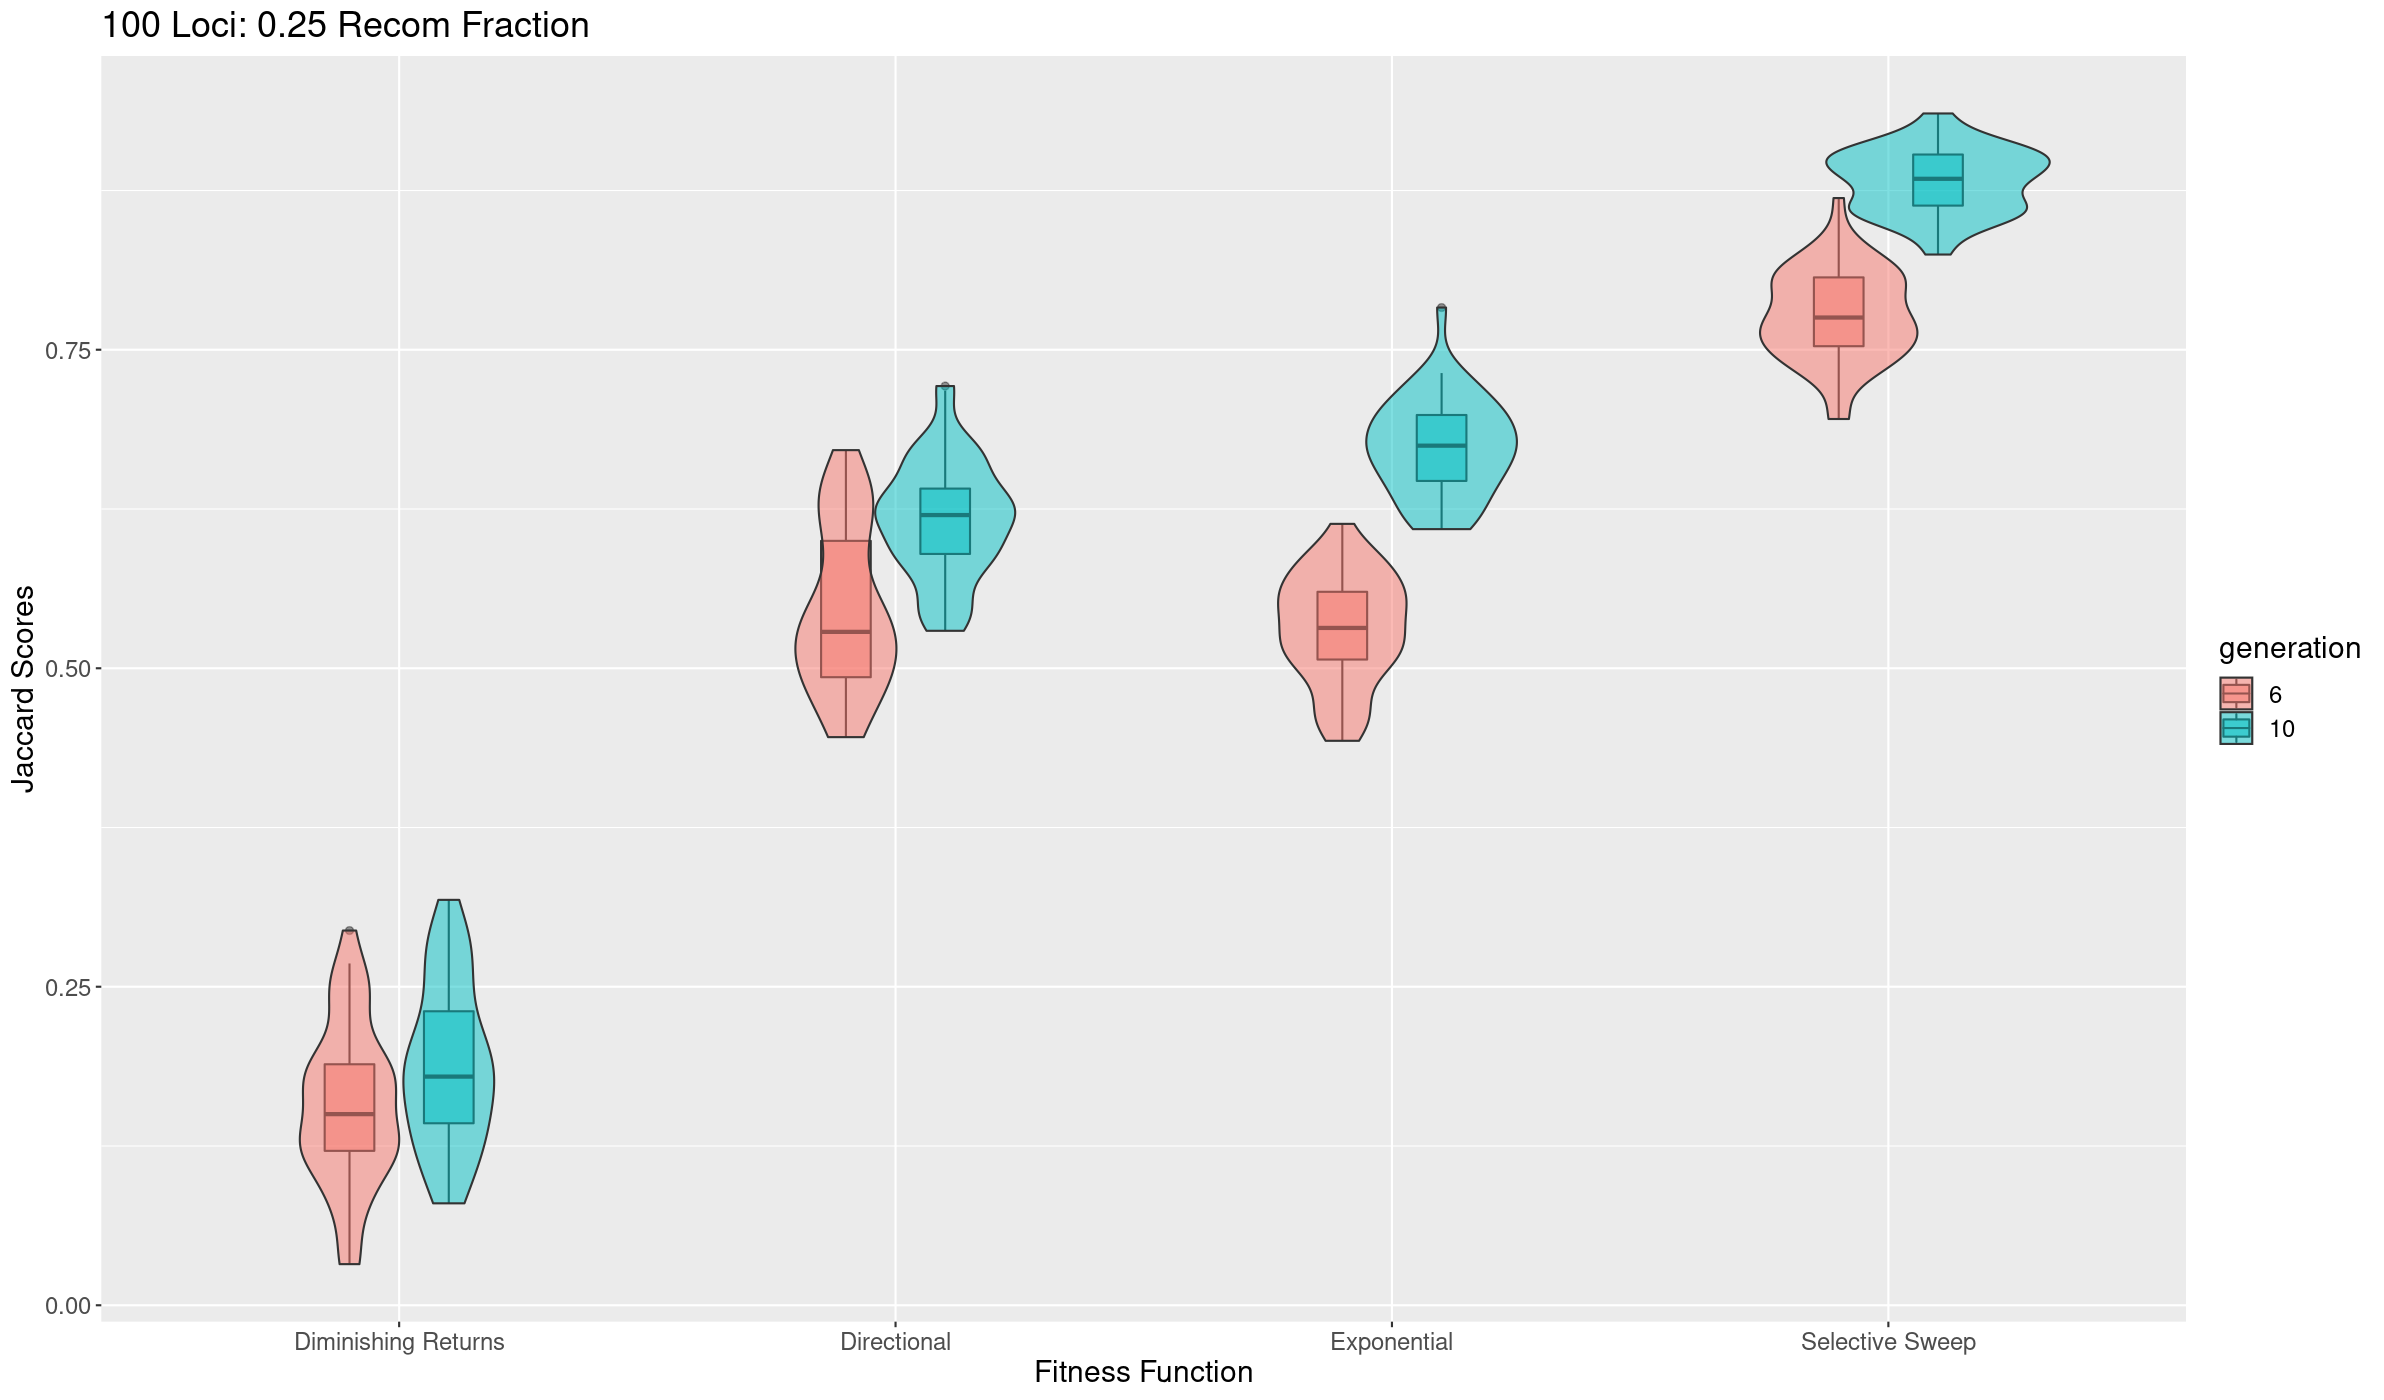 100 Loci: 0.25 Recom Fraction
Jaccard Scores
0.75
0.50
0.25
0.00
Diminishing Returns
Directional
Exponential
Selective Sweep
Fitness Function
generation
6
10